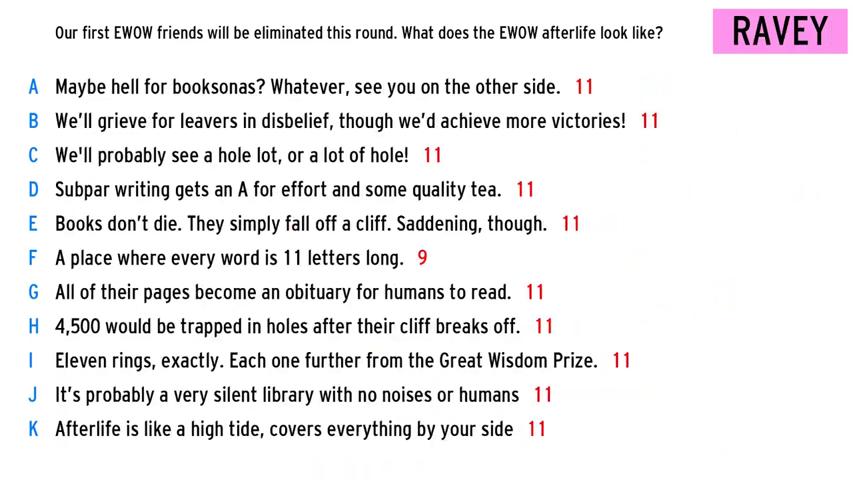 Our first EWOW friends will be eliminated this round. What does the EWOW afterlife look like?
RAVEY
A Maybe hell for booksonas? Whatever, see you on the other side. 11
B We’ll grieve for leavers in disbelief, though we’d achieve more victories! 11
C We'll probably see a hole lot, or a lot of hole! 11
D Subpar writing gets an A for effort and some quality tea. 11
E Books don’t die. They simply fall off a cliff. Saddening, though. 11
F A place where every word is 11 letters long. 9
G All of their pages become an obituary for humans to read. 11
H 4,500 would be trapped in holes after their cliff breaks off. 11
I Eleven rings, exactly. Each one further from the Great Wisdom Prize. 11
J It’s probably a very silent library with no noises or humans 11
K Afterlife is like a high tide, covers everything by your side 11